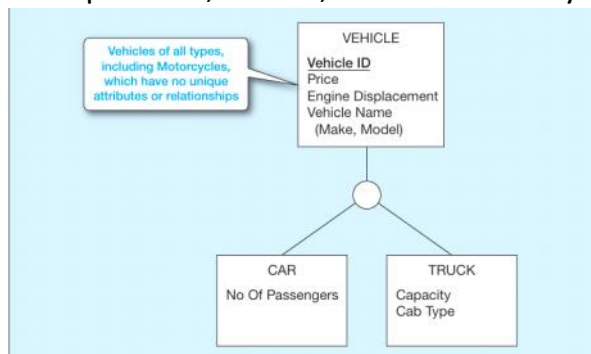 VEHICLE
Vehicles of all types,
including Motorcycles,
which have no unique
attributes or relationships
Vehicle ID
Price
Engine Displacement
Vehicle Name
(Make, Model)
CAR
No Of Passengers
TRUCK
Capacity
Cab Type